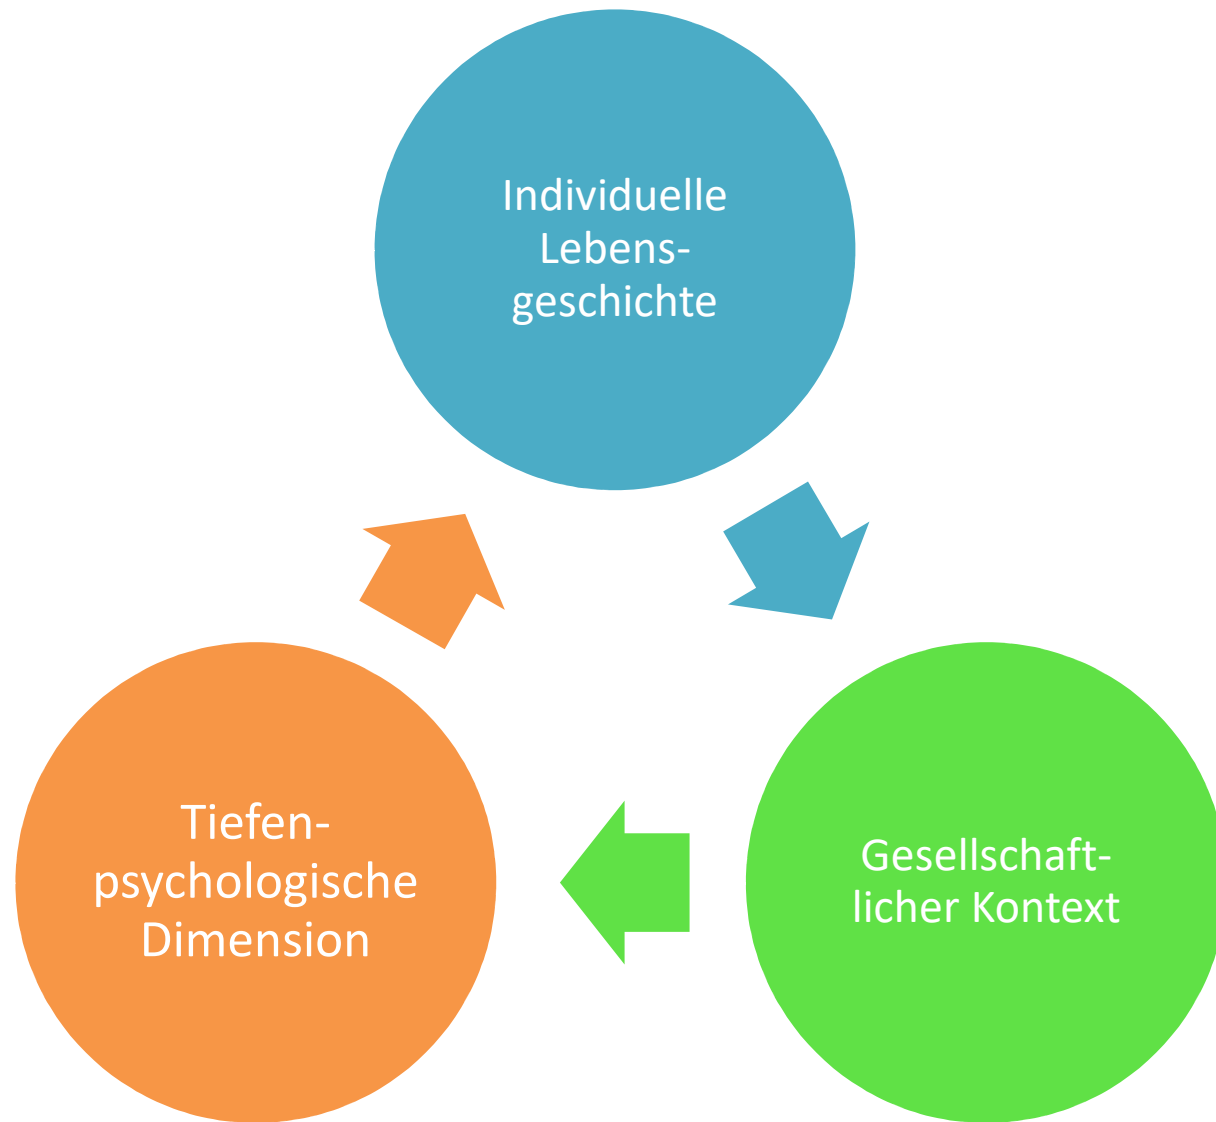 Individuelle
Lebens-
geschichte
Tiefen-
psychologische
Dimension
Gesellschaft-
licher Kontext